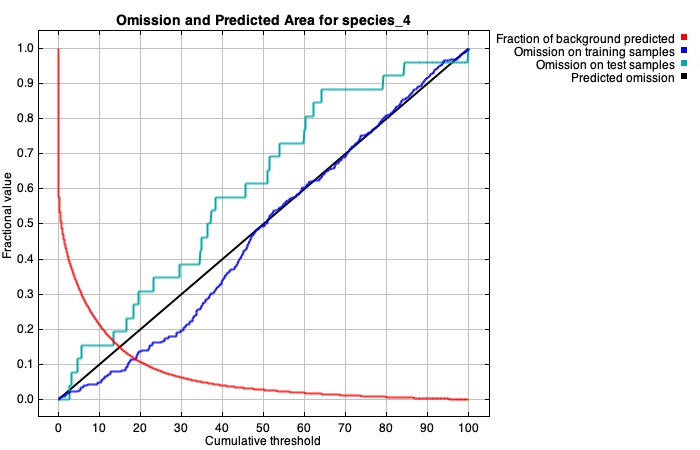 Omission and Predicted Area for species_4
Fraction of background predicted
Omission on training samples
Omission on test samples
Predicted omission
Fractional value
1.0
0.9
0.8
0.7
0.6
0.5
0.4
0.3
0.2
0.1
0.0
0 10 20 30 40 50 60 70 80 90 100
Cumulative threshold